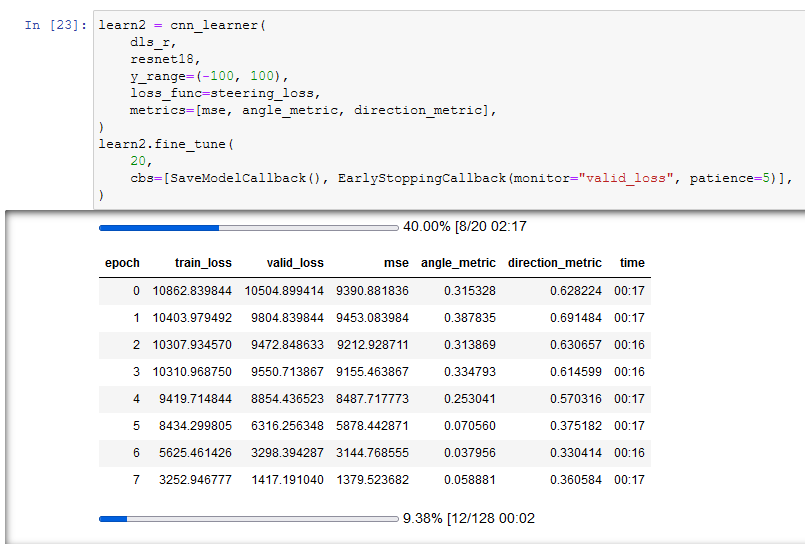 In [23]: learn2 = cnn_learner(
dls_r,
resnet18,
y_range=(-100, 100),
loss_func=steering_loss,
metrics=[mse, angle_metric, direction_metric],
)
learn2.fine_tune(
20,
cbs=[SaveModelCallback(), EarlyStoppingCallback(monitor="valid_loss", patience=5)],
)
40.00% [8/20 02:17
epoch train_loss valid_loss mse angle_metric direction_metric time
0 10862.839844 10504.899414 9390.881836 0.315328 0.628224 00:17
1 10403.979492 9804.839844 9453.083984 0.387835 0.691484 00:17
2 10307.934570 9472.848633 9212.928711 0.313869 0.630657 00:16
3 10310.968750 9550.713867 9155.463867 0.334793 0.614599 00:16
4 9419.714844 8854.436523 8487.717773 0.253041 0.570316 00:17
5 8434.299805 6316.256348 5878.442871 0.070560 0.375182 00:17
6 5625.461426 3298.394287 3144.768555 0.037956 0.330414 00:16
7 3252.946777 1417.191040 1379.523682 0.058881 0.360584 00:17
9.38% [12/128 00:02